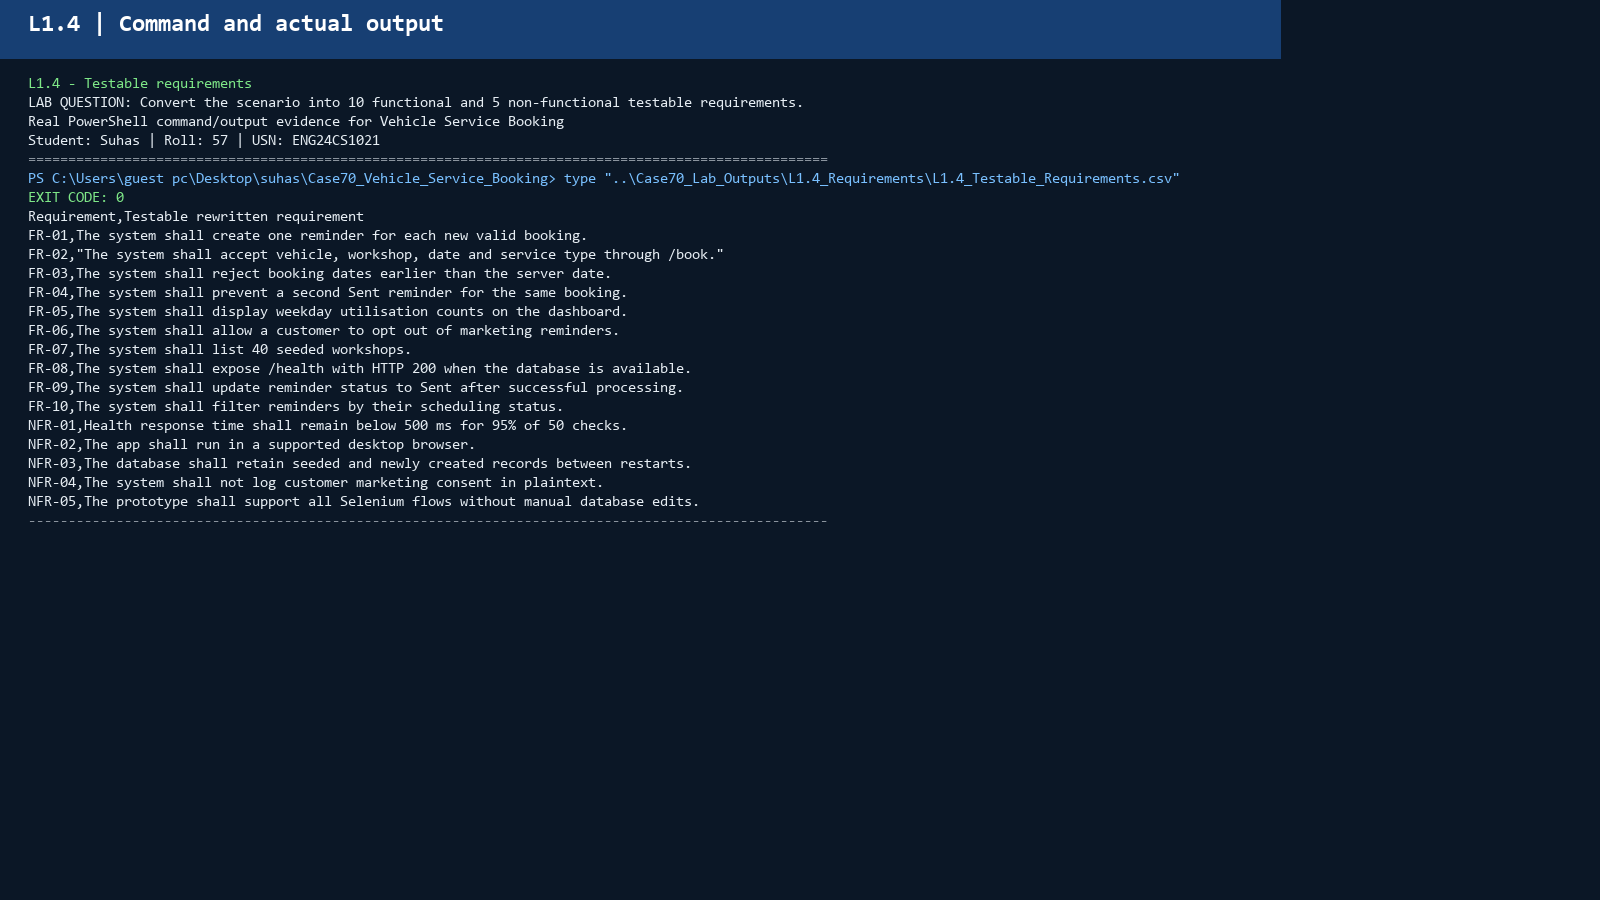 L1.4 | Command and actual output
L1.4 - Testable requirements
LAB QUESTION: Convert the scenario into 10 functional and 5 non-functional testable requirements.
Real PowerShell command/output evidence for Vehicle Service Booking
Student: Suhas | Roll: 57 | USN: ENG24CS1021
====================================================================================================
PS C:\Users\guest pc\Desktop\suhas\Case70_Vehicle_Service_Booking> type "..\Case70_Lab_Outputs\L1.4_Requirements\L1.4_Testable_Requirements.csv"
EXIT CODE: 0
Requirement,Testable rewritten requirement
FR-01,The system shall create one reminder for each new valid booking.
FR-02,"The system shall accept vehicle, workshop, date and service type through /book."
FR-03,The system shall reject booking dates earlier than the server date.
FR-04,The system shall prevent a second Sent reminder for the same booking.
FR-05,The system shall display weekday utilisation counts on the dashboard.
FR-06,The system shall allow a customer to opt out of marketing reminders.
FR-07,The system shall list 40 seeded workshops.
FR-08,The system shall expose /health with HTTP 200 when the database is available.
FR-09,The system shall update reminder status to Sent after successful processing.
FR-10,The system shall filter reminders by their scheduling status.
NFR-01,Health response time shall remain below 500 ms for 95% of 50 checks.
NFR-02,The app shall run in a supported desktop browser.
NFR-03,The database shall retain seeded and newly created records between restarts.
NFR-04,The system shall not log customer marketing consent in plaintext.
NFR-05,The prototype shall support all Selenium flows without manual database edits.
----------------------------------------------------------------------------------------------------